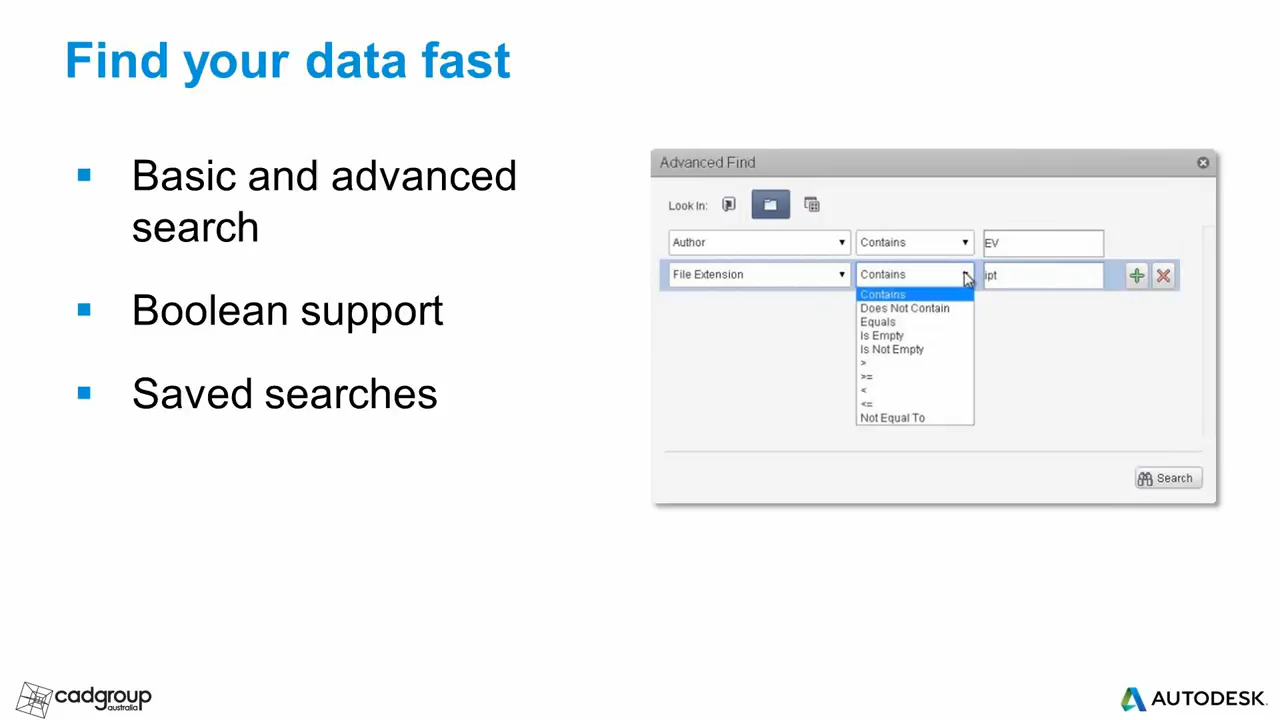 Find your data fast
Basic and advanced
search
Boolean support
Saved searches
Advanced Find
Look In:
Author Contains EV
File Extension Contains ipt
Contains
Does Not Contain
Equals
Is Empty
Is Not Empty
>
>=
<
<=
Not Equal To
Search
cadgroup
australia
AUTODESK.